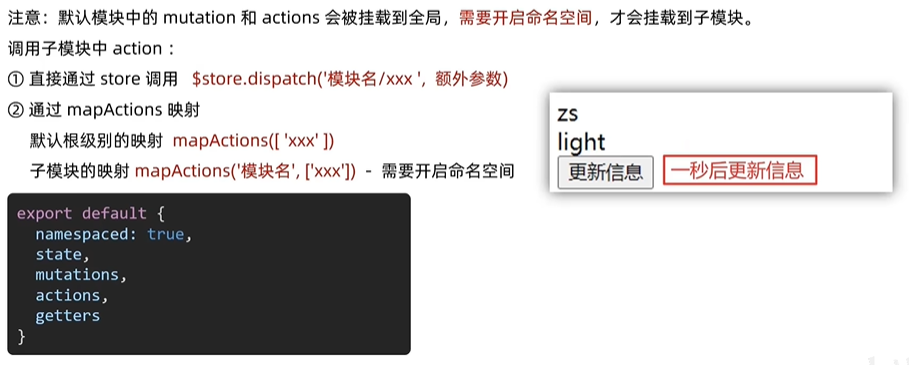 注意：默认模块中的 mutation 和 actions 会被挂载到全局，需要开启命名空间，才会挂载到子模块。
调用子模块中 action ：
① 直接通过 store 调用 $store.dispatch('模块名/xxx ', 额外参数)
② 通过 mapActions 映射
默认根级别的映射 mapActions([ 'xxx' ])
子模块的映射 mapActions('模块名', ['xxx']) - 需要开启命名空间
export default {
namespaced: true,
state,
mutations,
actions,
getters
}
zs
light
更新信息 一秒后更新信息